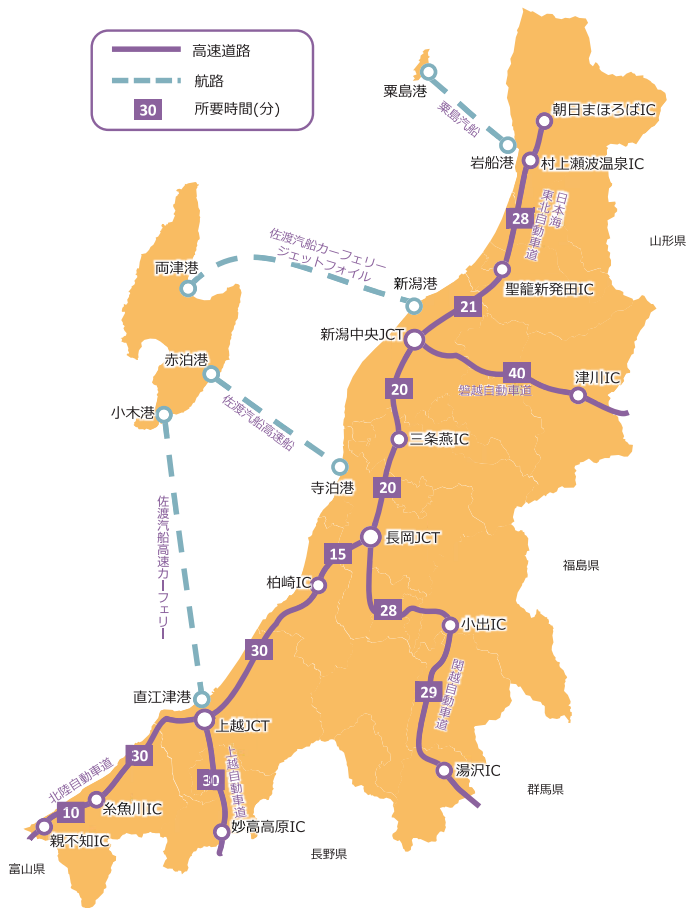 高速道路
航路
30 所要時間(分)
粟島港
粟島汽船
岩船港
朝日まほろばIC
村上瀬波温泉IC
日本海
東北自動車道
28
山形県
両津港
佐渡汽船カーフェリー
ジェットフォイル
新潟港
聖籠新発田IC
21
新潟中央JCT
赤泊港
小木港
佐渡汽船高速船
20
40
磐越自動車道
津川IC
三条燕IC
寺泊港
20
佐渡汽船高速カーフェリー
長岡JCT
15
柏崎IC
福島県
28
小出IC
30
関越自動車道
29
直江津港
上越JCT
湯沢IC
群馬県
北陸自動車道
30
30
上越自動車道
10
糸魚川IC
親不知IC
妙高高原IC
富山県
長野県